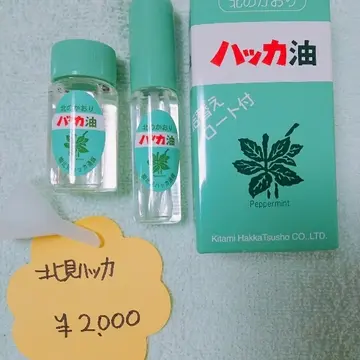 北のかおり
ハッカ油
北のかおり
ハッカ油
北のかおり
ハッカ油
詰替え
ロート付
Peppermint
Kitami HakkaTsusho CO.,LTD.
北見ハッカ
¥2,000